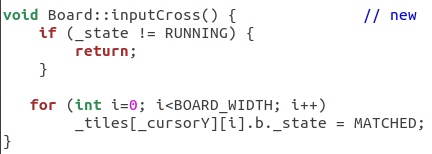 void Board::inputCross() {              // new
    if (_state != RUNNING) {
        return;
    }

   for (int i=0; i<BOARD_WIDTH; i++)
        _tiles[_cursorY][i].b._state = MATCHED;
}